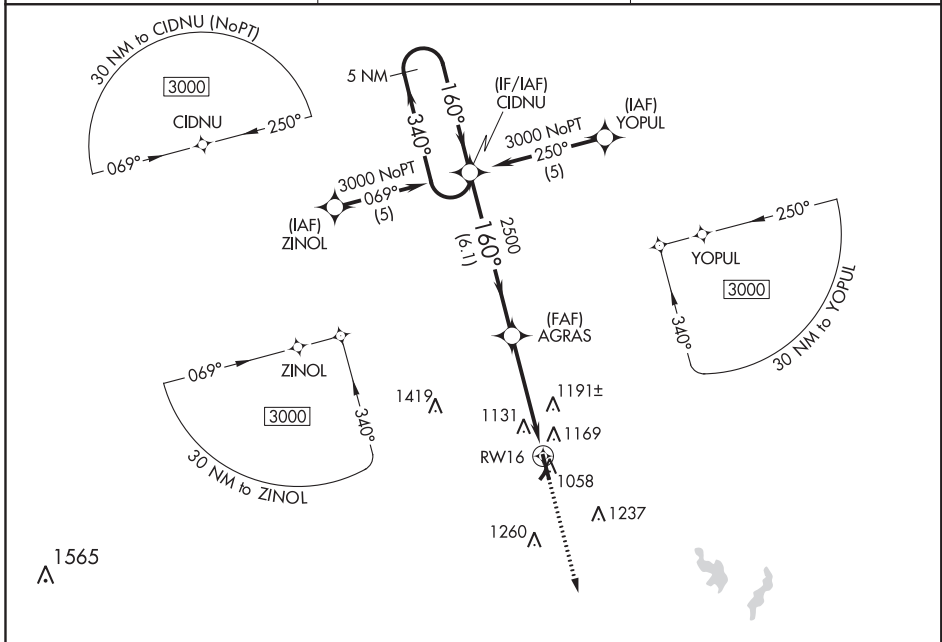 30 NM to CIDNU (NoPT)
3000
CIDNU
069°
250°
5 NM
340°
160°
(IF/IAF)
CIDNU
(IAF)
YOPUL
3000 NoPT
250°
(5)
3000 NoPT
069°
(5)
(IAF)
ZINOL
2500
160°
(6.1)
250°
YOPUL
3000
340°
30 NM to YOPUL
(FAF)
AGRAS
069°
ZINOL
3000
340°
30 NM to ZINOL
1419
1191±
1131
1169
RW16
1058
1237
1260
1565